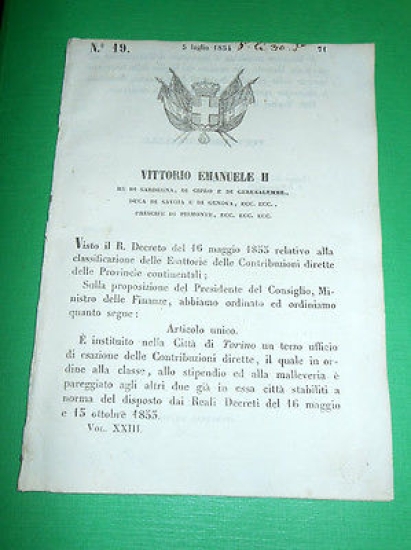 N.° 19. 5 luglio 1854 71
VITTORIO EMANUELE II
RE DI SARDEGNA, DI CIPRO E DI GERUSALEMME,
DUCA DI SAVOIA E DI GENOVA, ECC. ECC.,
PRINCIPE DI PIEMONTE, ECC. ECC. ECC.
Visto il R. Decreto del 16 maggio 1853 relativo alla
classificazione delle Esattorie delle Contribuzioni dirette
delle Provincie continentali;
Sulla proposizione del Presidente del Consiglio, Mi-
nistro delle Finanze, abbiamo ordinato ed ordiniamo
quanto segue:
Articolo unico.
È instituito nella Città di Torino un terzo ufficio
di esazione delle Contribuzioni dirette, il quale in or-
dine alla classe, allo stipendio ed alla malleveria è
pareggiato agli altri due già in essa città stabiliti a
norma del disposto dai Reali Decreti del 16 maggio
e 15 ottobre 1853.
VOL. XXIII.